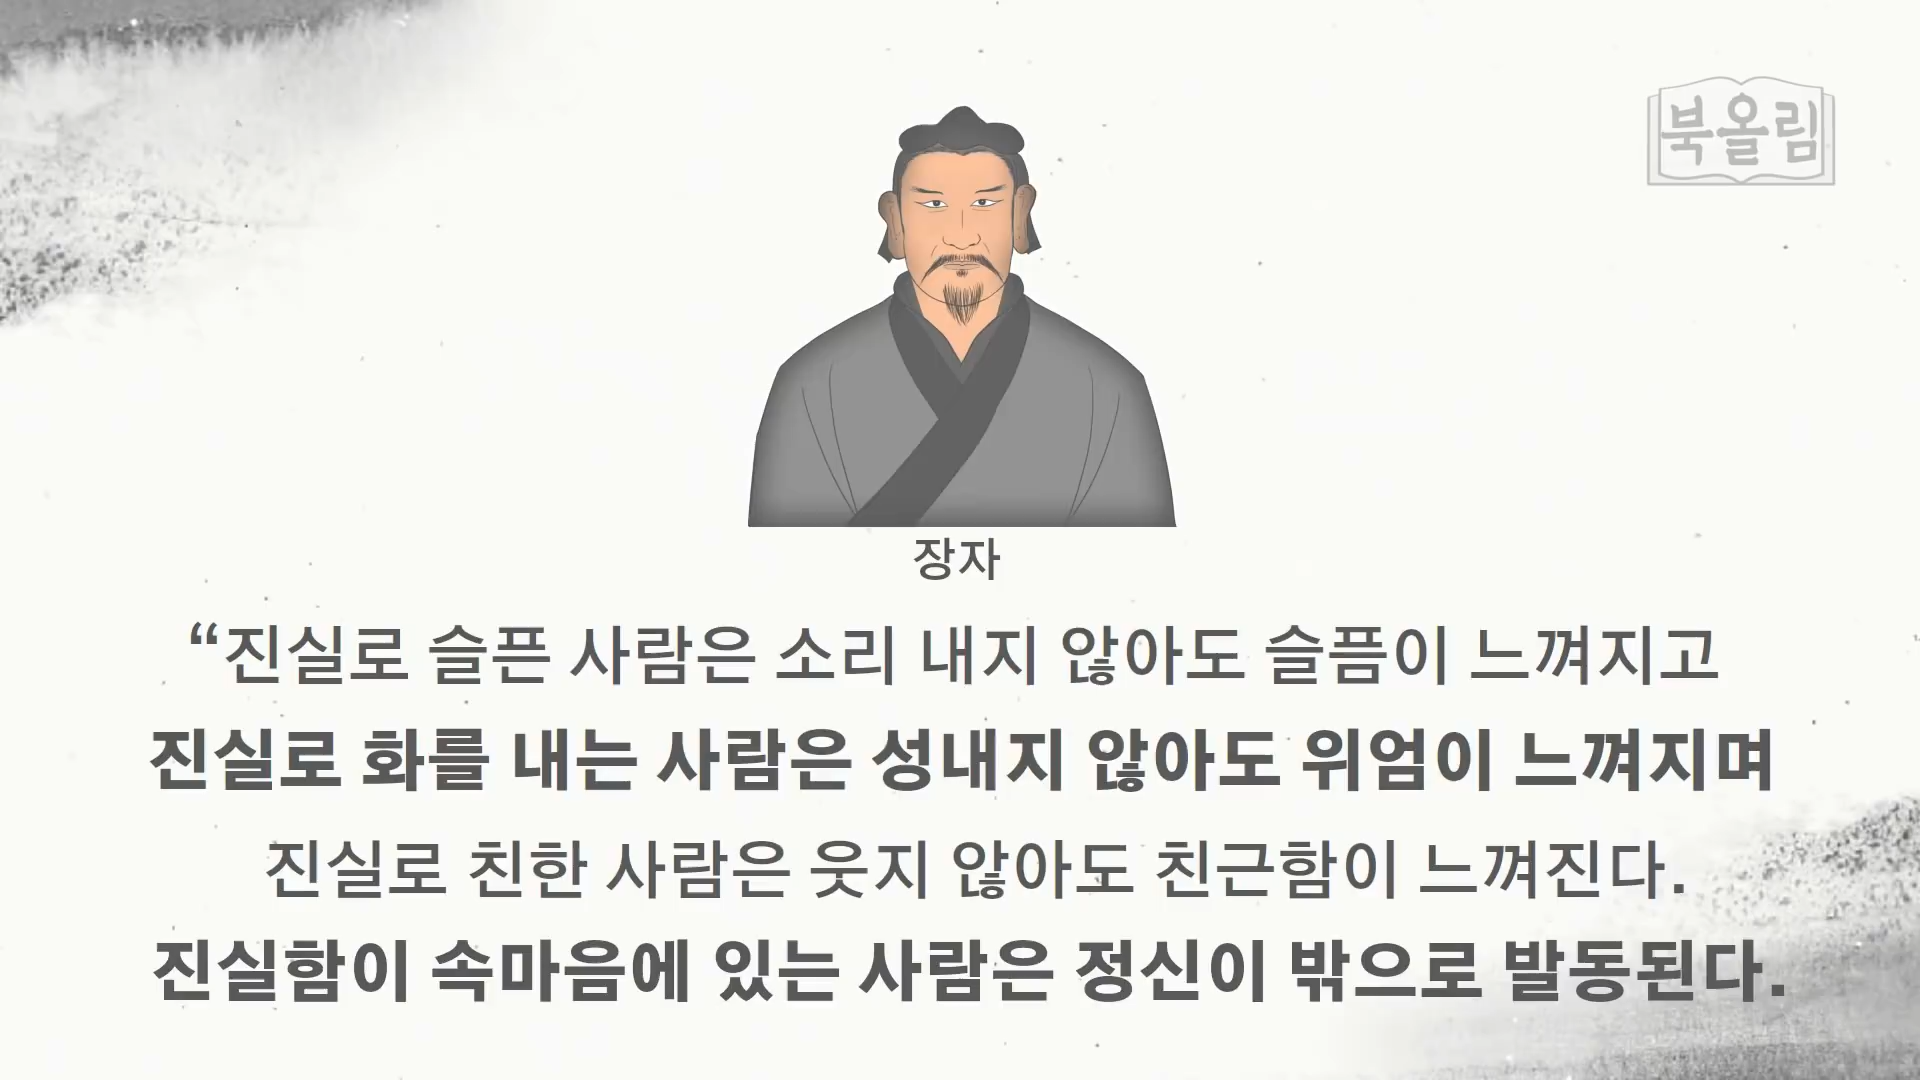 북올림
장자
“진실로 슬픈 사람은 소리 내지 않아도 슬픔이 느껴지고
진실로 화를 내는 사람은 성내지 않아도 위엄이 느껴지며
진실로 친한 사람은 웃지 않아도 친근함이 느껴진다.
진실함이 속마음에 있는 사람은 정신이 밖으로 발동된다.